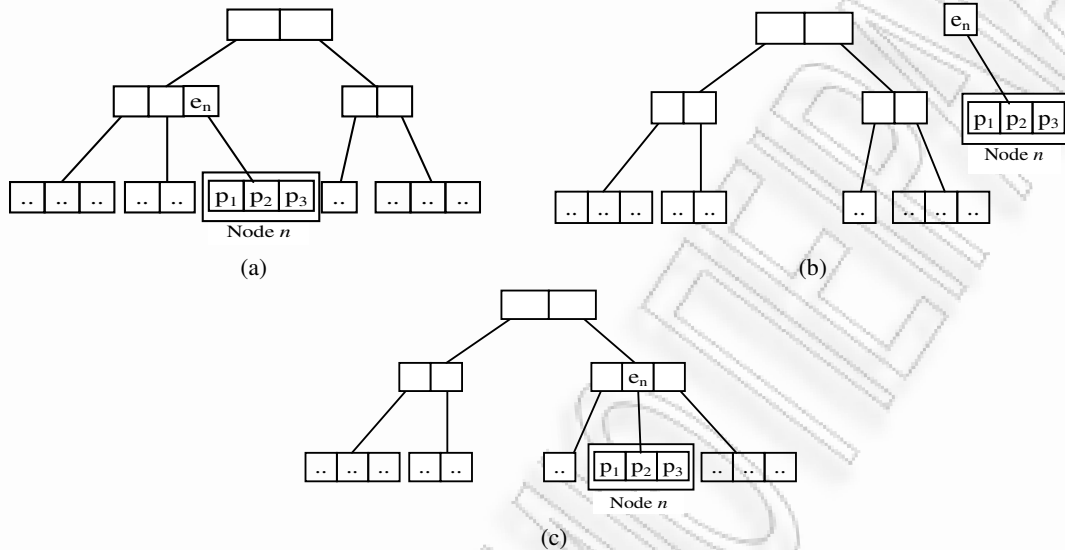 eₙ
.. .. .. .. .. p₁ p₂ p₃ .. .. .. ..
Node n
(a)
eₙ
p₁ p₂ p₃
Node n
.. .. .. .. .. .. .. .. ..
(b)
eₙ
.. .. .. .. .. .. p₁ p₂ p₃ .. .. ..
Node n
(c)